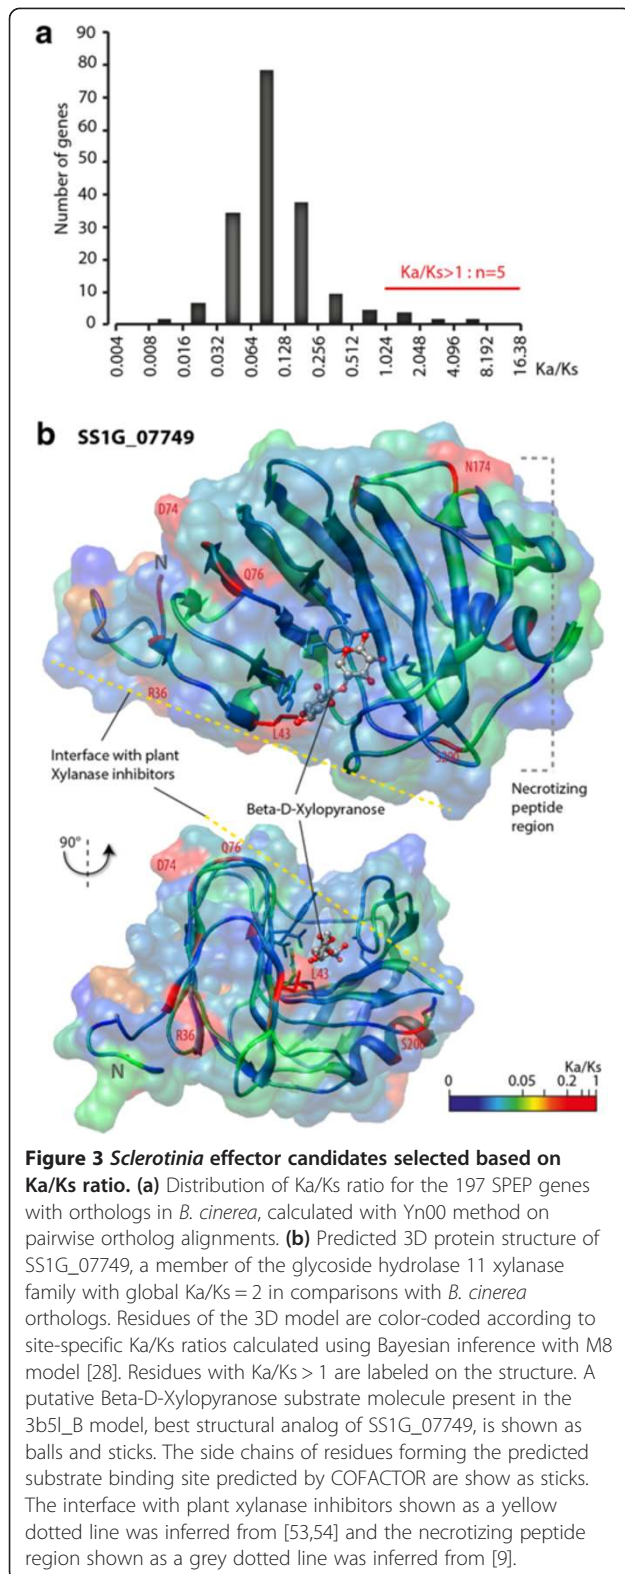 a
90
80
70
60
50
40
30
20
10
0
Number of genes
Ka/Ks>1 : n=5
0.004
0.008
0.016
0.032
0.064
0.128
0.256
0.512
1.024
2.048
4.096
8.192
16.38
Ka/Ks
b SS1G_07749
N174
D74
N
Q76
R36
L43
Interface with plant
Xylanase inhibitors
Beta-D-Xylopyranose
Necrotizing
peptide
region
90°
Q76
D74
L43
R36
N
Ka/Ks
0 0.05 0.2 1
Figure 3 Sclerotinia effector candidates selected based on
Ka/Ks ratio. (a) Distribution of Ka/Ks ratio for the 197 SPEP genes
with orthologs in B. cinerea, calculated with Yn00 method on
pairwise ortholog alignments. (b) Predicted 3D protein structure of
SS1G_07749, a member of the glycoside hydrolase 11 xylanase
family with global Ka/Ks = 2 in comparisons with B. cinerea
orthologs. Residues of the 3D model are color-coded according to
site-specific Ka/Ks ratios calculated using Bayesian inference with M8
model [28]. Residues with Ka/Ks > 1 are labeled on the structure. A
putative Beta-D-Xylopyranose substrate molecule present in the
3b5l_B model, best structural analog of SS1G_07749, is shown as
balls and sticks. The side chains of residues forming the predicted
substrate binding site predicted by COFACTOR are show as sticks.
The interface with plant xylanase inhibitors shown as a yellow
dotted line was inferred from [53,54] and the necrotizing peptide
region shown as a grey dotted line was inferred from [9].